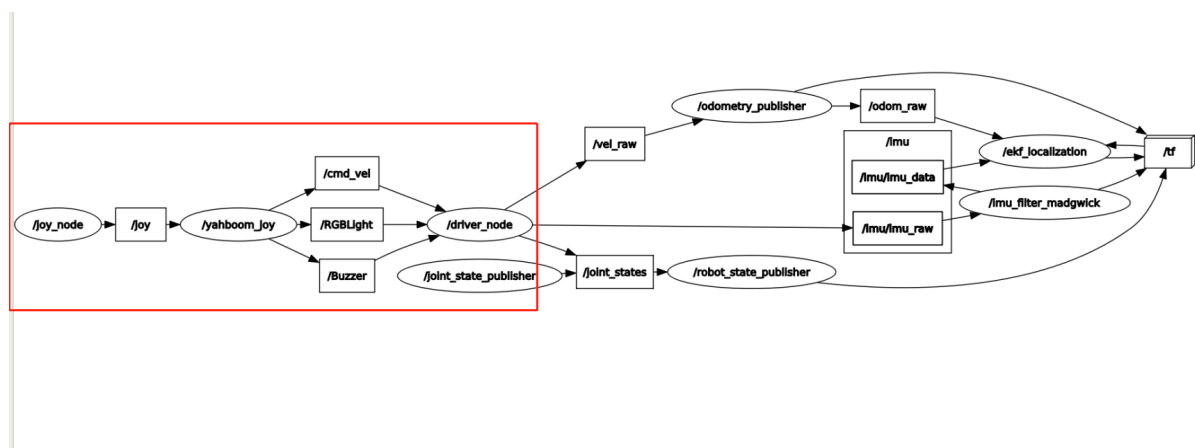 /joy_node
/joy
/yahboom_joy
/cmd_vel
/RGBLight
/Buzzer
/driver_node
/joint_state_publisher
/vel_raw
/joint_states
/odometry_publisher
/robot_state_publisher
/odom_raw
/imu
/imu/imu_data
/imu/imu_raw
/ekf_localization
/imu_filter_madgwick
/tf